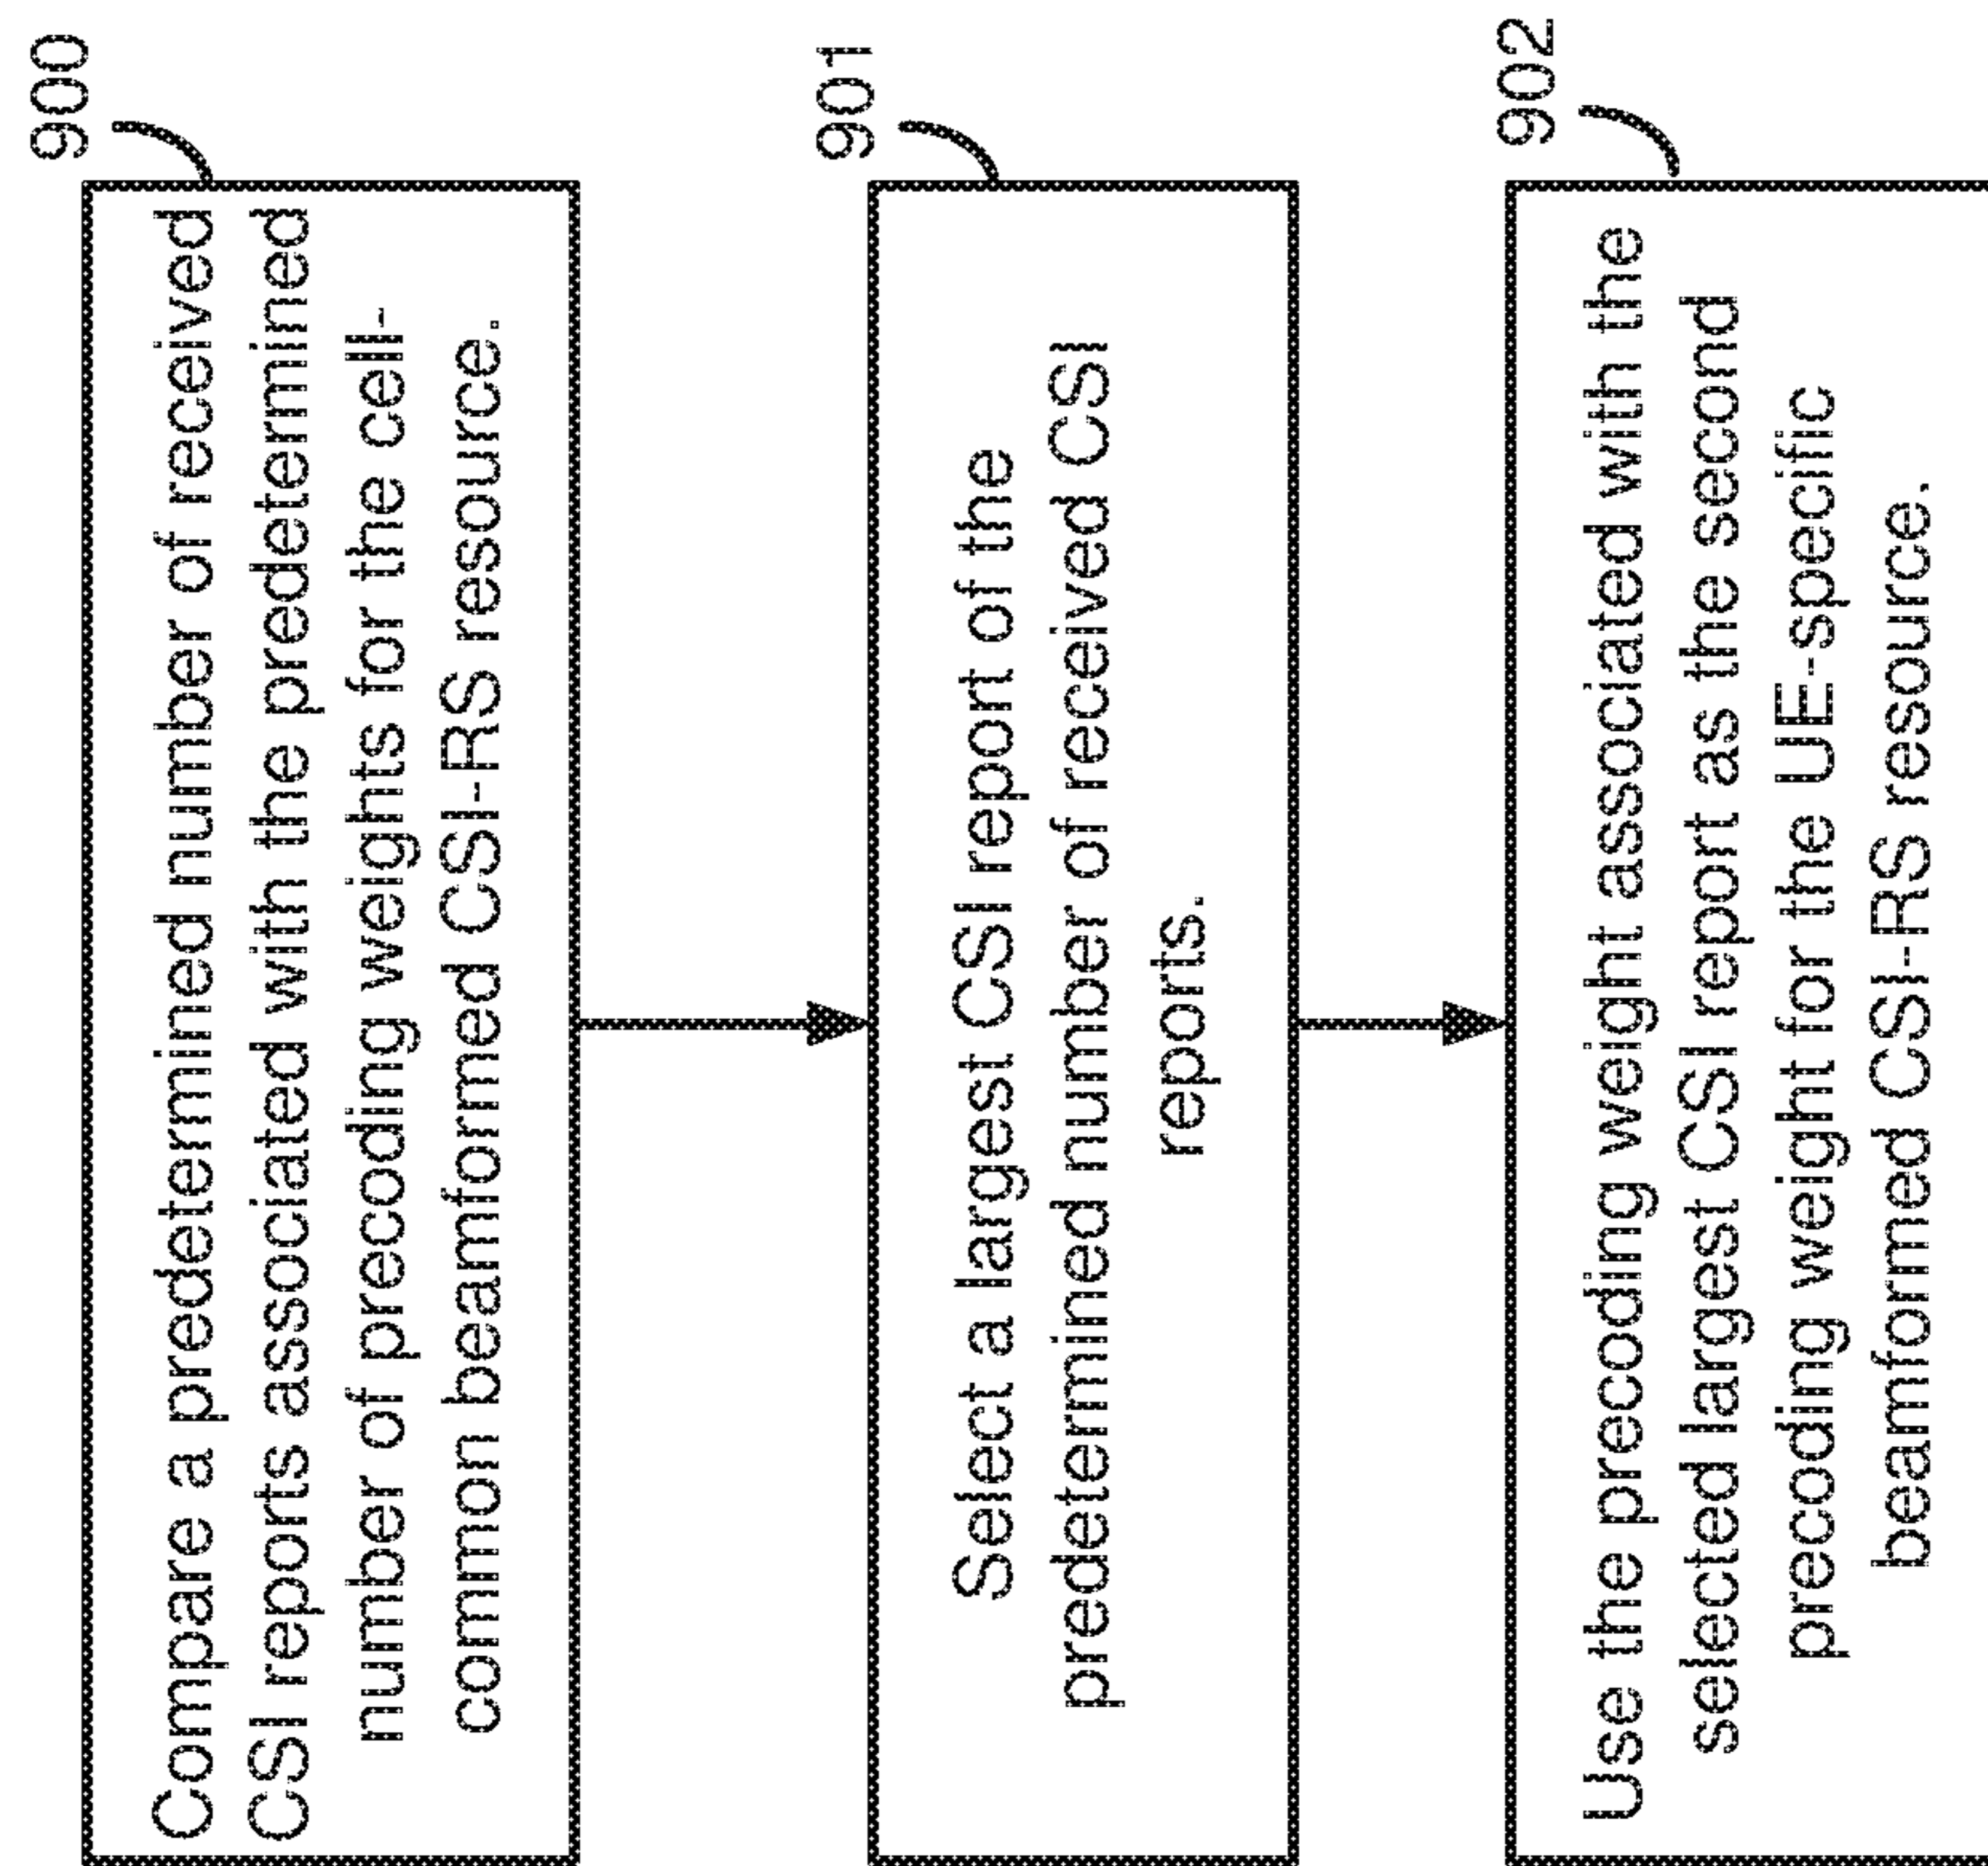 900
Compare a predetermined number of received
CSI reports associated with the predetermined
number of precoding weights for the cell-
common beamformed CSI-RS resource.
901
Select a largest CSI report of the
predetermined number of received CSI
reports.
902
Use the precoding weight associated with the
selected largest CSI report as the second
precoding weight for the UE-specific
beamformed CSI-RS resource.